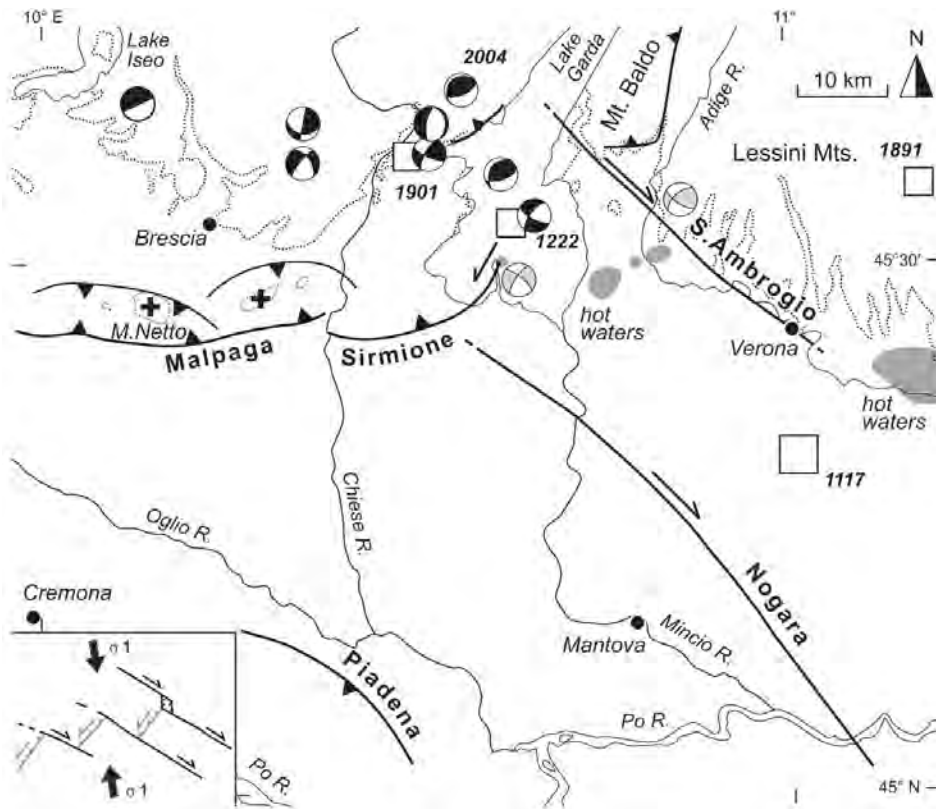 10° E
11°
N
Lake
Iseo
2004
Lake
Garda
Mt. Baldo
Adige R.
10 km
Lessini Mts.
1891
1901
Brescia
1222
S.Ambrogio
45°30'
hot
waters
M.Netto
Malpaga
Sirmione
Verona
hot
waters
1117
Chiese R.
Oglio R.
Nogara
Cremona
Mantova
Mincio R.
σ1
Piadena
Po R.
Po R.
σ1
45° N